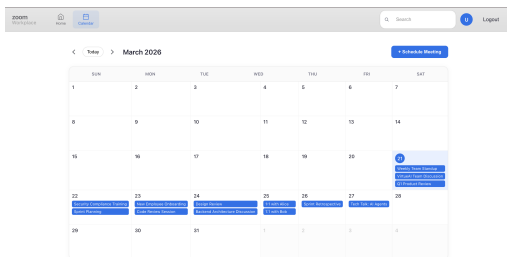 zoom
Workplace
Home
Calendar
Search
U
Logout
Today
March 2026
+ Schedule Meeting
SUN MON TUE WED THU FRI SAT
1 2 3 4 5 6 7
8 9 10 11 12 13 14
15 16 17 18 19 20 21
Weekly Team Standup
Virtueah Team Discussion
Q1 Product Review
22 23 24 25 26 27 28
Security Compliance Training New Employee Onboarding Design Review 1:1 with Alice Sprint Retrospective Tech Talk: AI Agents
Sprint Planning Code Review Session Backend Architecture Discussion 1:1 with Bob
29 30 31 1 2 3 4